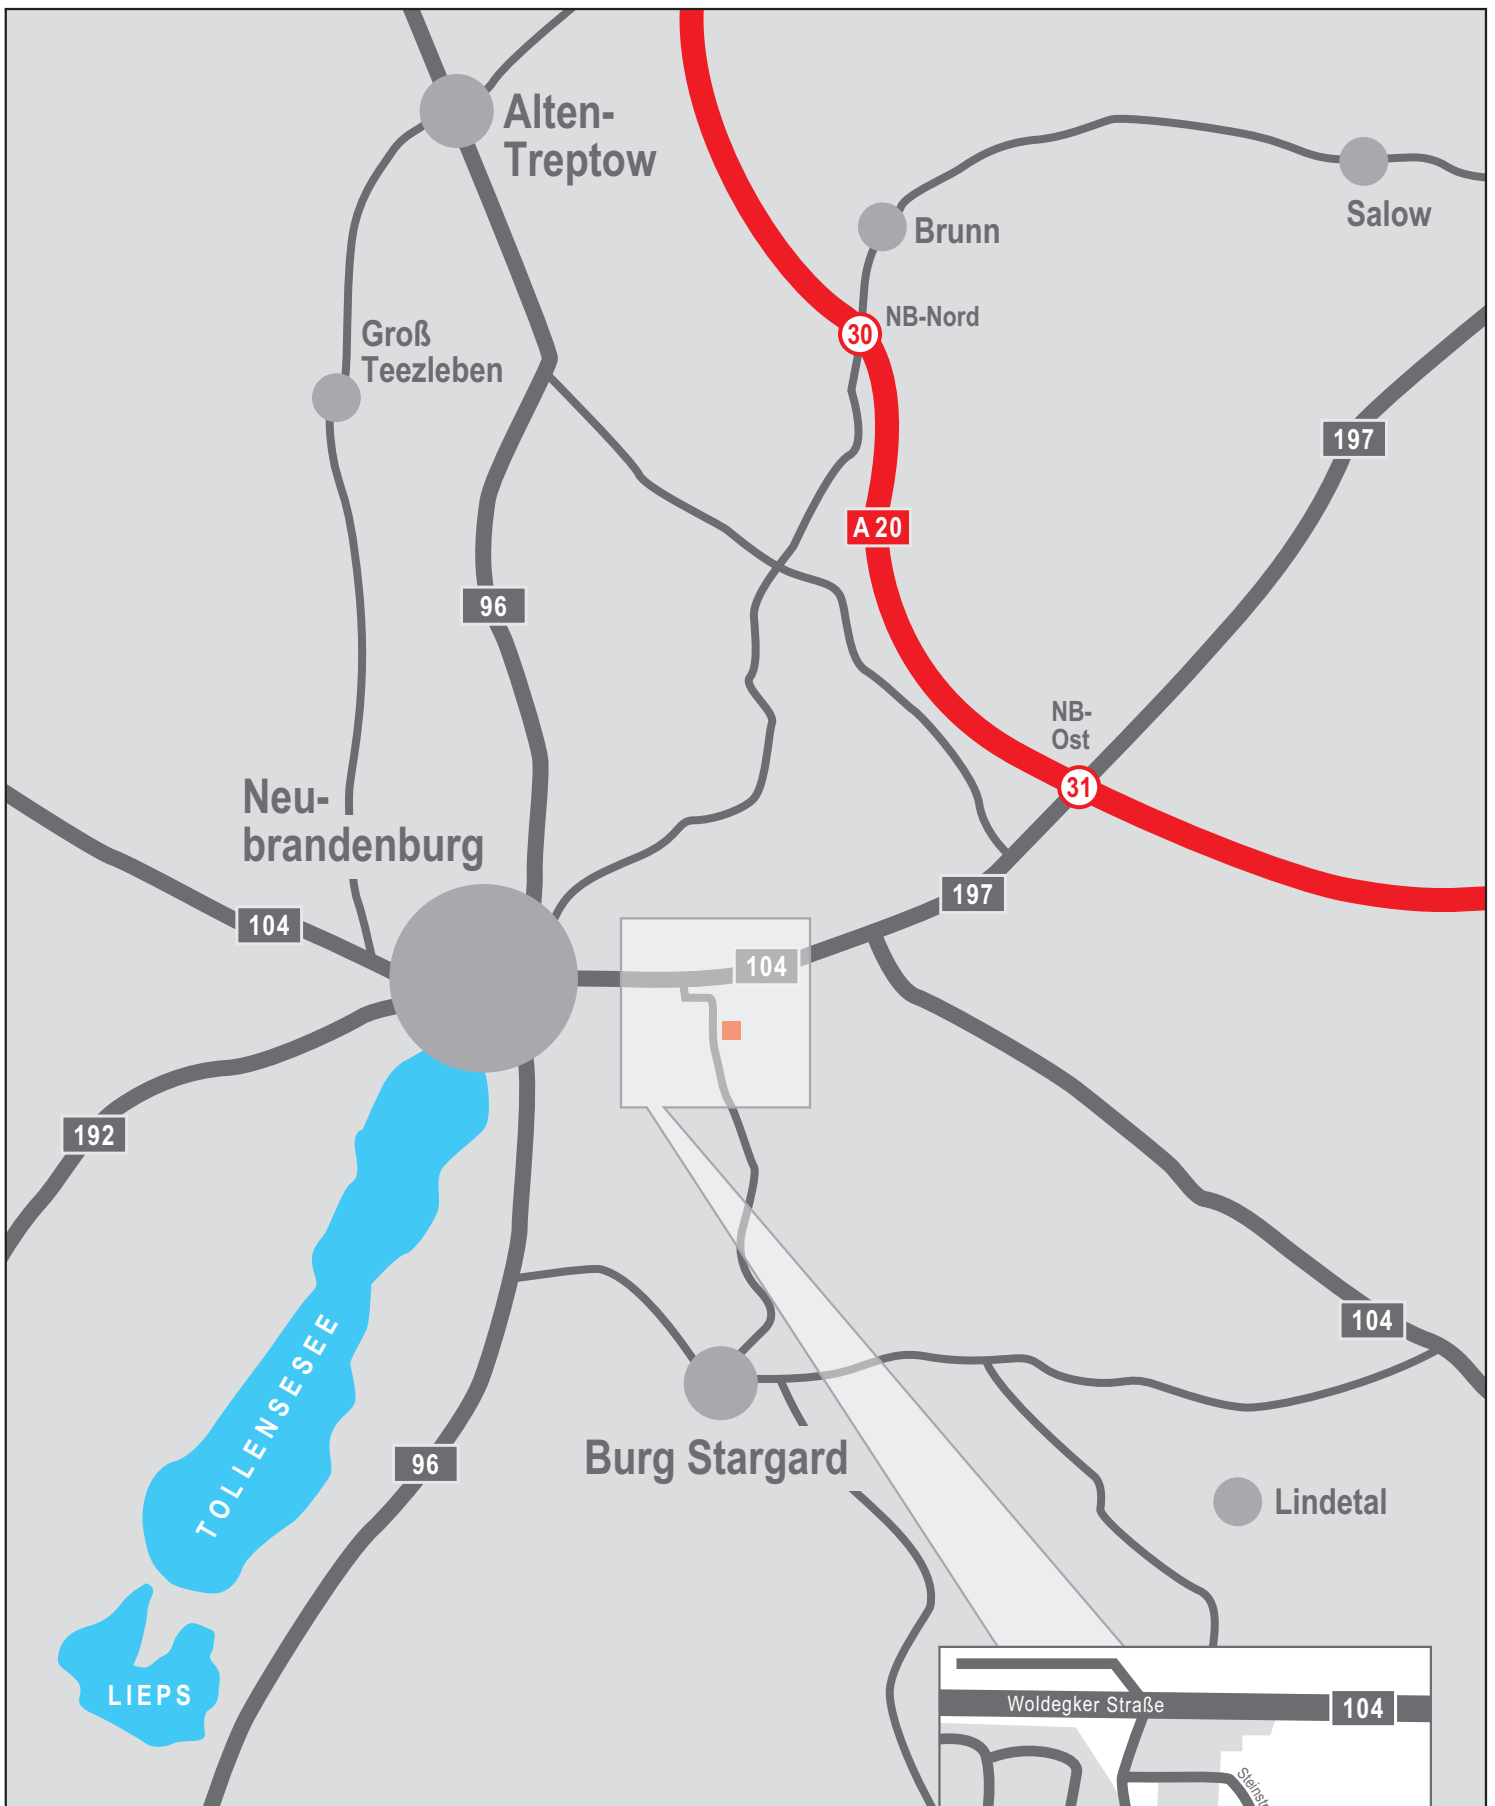 Alten-
Treptow
Brunn
Salow
30
NB-Nord
Groß
Teezleben
197
A 20
96
NB-
Ost
31
Neu-
brandenburg
197
104
104
192
104
TOLLENSESEE
96
Burg Stargard
Lindetal
LIEPS
Woldegker Straße
104